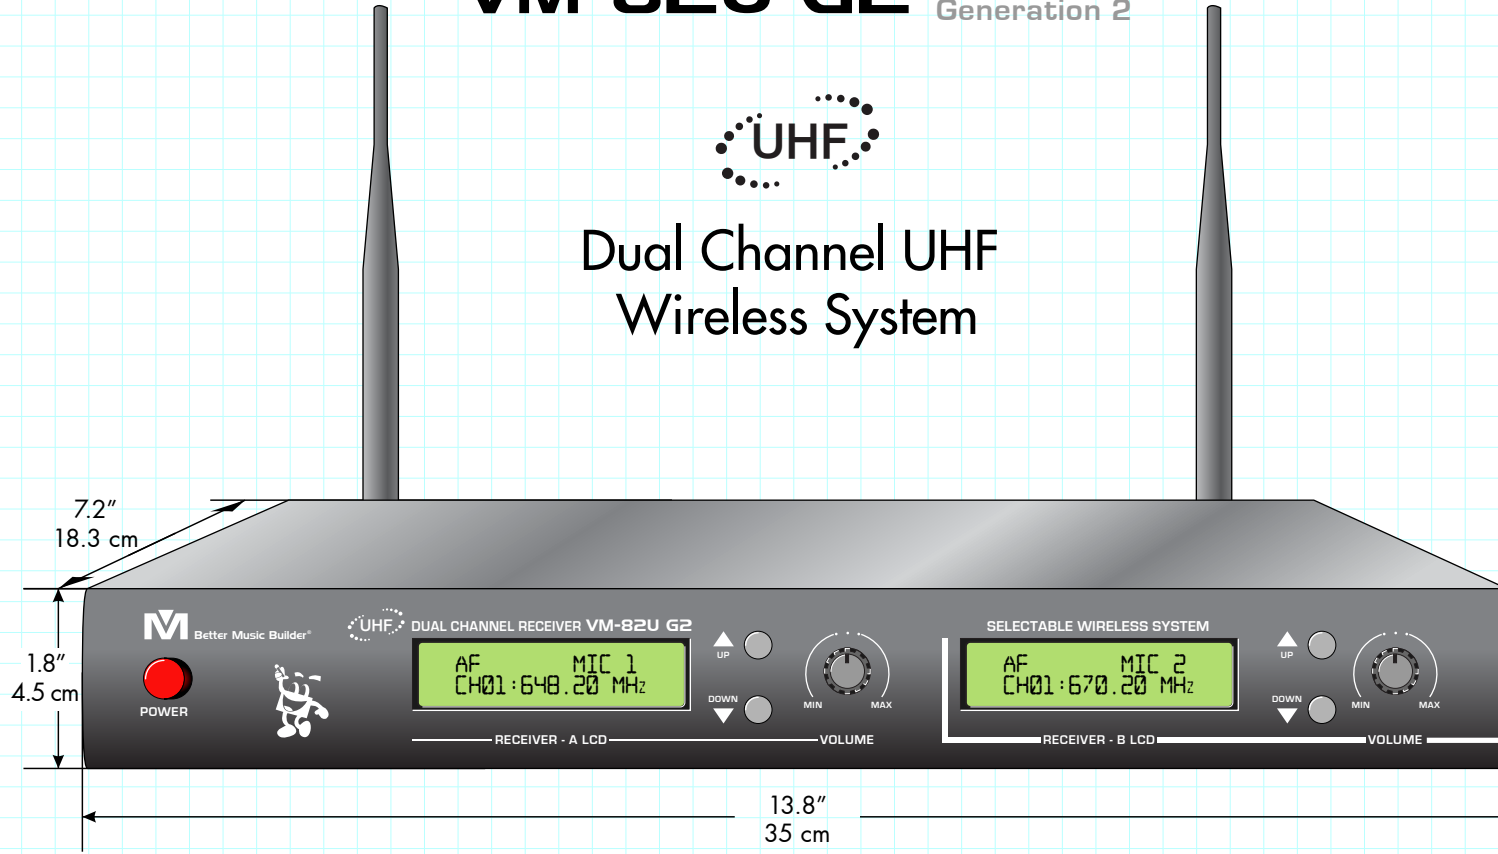 VM-82U G2 Generation 2
UHF
Dual Channel UHF
Wireless System
7.2”
18.3 cm
1.8”
4.5 cm
M Better Music Builder®
POWER
UHF DUAL CHANNEL RECEIVER VM-82U G2
AF MIC 1
CH01:648.20 MHz
UP
DOWN
MIN MAX
RECEIVER - A LCD VOLUME
SELECTABLE WIRELESS SYSTEM
AF MIC 2
CH01:670.20 MHz
UP
DOWN
MIN MAX
RECEIVER - B LCD VOLUME
13.8”
35 cm